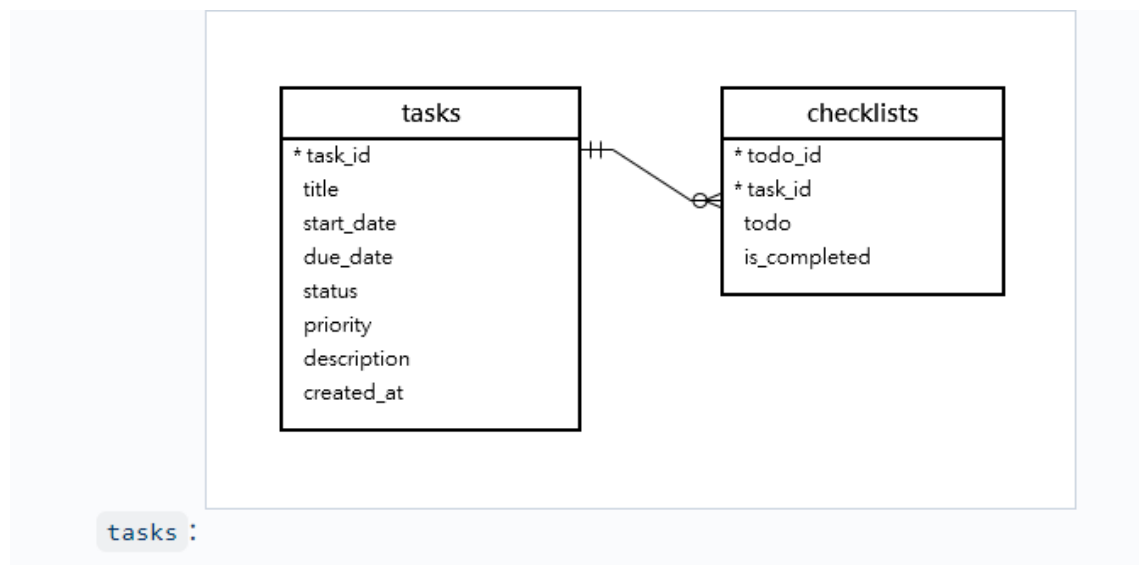 tasks
* task_id
title
start_date
due_date
status
priority
description
created_at
checklists
* todo_id
* task_id
todo
is_completed
tasks :